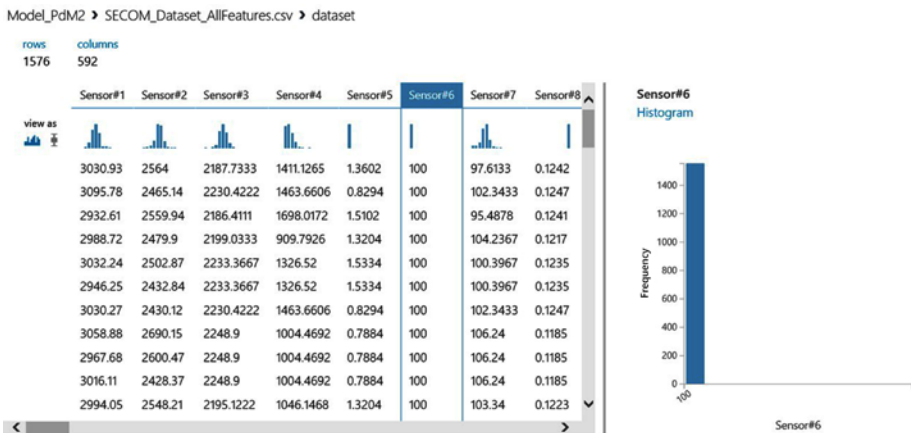 Model_PdM2 > SECOM_Dataset_AllFeatures.csv > dataset
rows columns
1576 592
Sensor#1 Sensor#2 Sensor#3 Sensor#4 Sensor#5 Sensor#6 Sensor#7 Sensor#8
view as
3030.93 2564 2187.7333 1411.1265 1.3602 100 97.6133 0.1242
3095.78 2465.14 2230.4222 1463.6606 0.8294 100 102.3433 0.1247
2932.61 2559.94 2186.4111 1698.0172 1.5102 100 95.4878 0.1241
2988.72 2479.9 2199.0333 909.7926 1.3204 100 104.2367 0.1217
3032.24 2502.87 2233.3667 1326.52 1.5334 100 100.3967 0.1235
2946.25 2432.84 2233.3667 1326.52 1.5334 100 100.3967 0.1235
3030.27 2430.12 2230.4222 1463.6606 0.8294 100 102.3433 0.1247
3058.88 2690.15 2248.9 1004.4692 0.7884 100 106.24 0.1185
2967.68 2600.47 2248.9 1004.4692 0.7884 100 106.24 0.1185
3016.11 2428.37 2248.9 1004.4692 0.7884 100 106.24 0.1185
2994.05 2548.21 2195.1222 1046.1468 1.3204 100 103.34 0.1223
Sensor#6
Histogram
1400
1200
1000
800
600
400
200
0
Frequency
100
Sensor#6